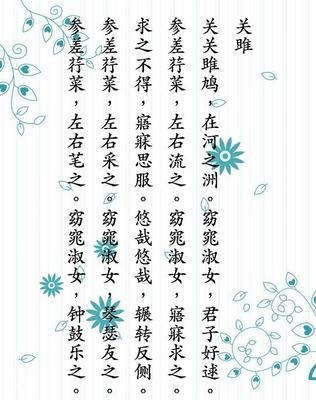 关雎
关关雎鸠，在河之洲。窈窕淑女，君子好逑。
参差荇菜，左右流之。窈窕淑女，寤寐求之。
求之不得，寤寐思服。悠哉悠哉，辗转反侧。
参差荇菜，左右采之。窈窕淑女，琴瑟友之。
参差荇菜，左右笔之。窈窕淑女，钟鼓乐之。